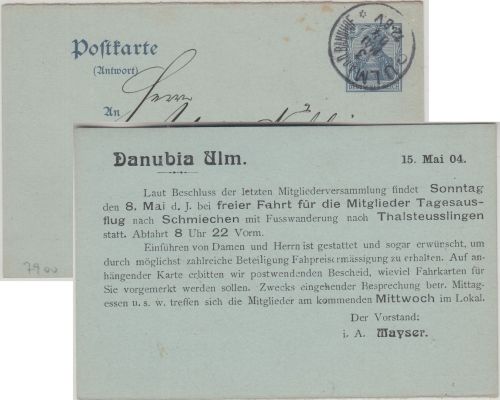 Postkarte
(Antwort)
An
Herrn
ULM
BAHNHOF
7900
Danubia Ulm.
15. Mai 04.
Laut Beschluss der letzten Mitgliederversammlung findet Sonntag
den 8. Mai d. J. bei freier Fahrt für die Mitglieder Tagesaus-
flug nach Schmiechen mit Fusswanderung nach Thalsteusslingen
statt. Abfahrt 8 Uhr 22 Vorm.
Einführen von Damen und Herrn ist gestattet und sogar erwünscht, um
durch möglichst zahlreiche Beteiligung Fahpreisermässigung zu erhalten. Auf an-
hängender Karte erbitten wir postwendenden Bescheid, wieviel Fahrkarten für
Sie vorgemerkt werden sollen. Zwecks eingehender Besprechung betr. Mittag-
essen u. s. w. treffen sich die Mitglieder am kommenden Mittwoch im Lokal.
Der Vorstand:
i. A. Mayser.